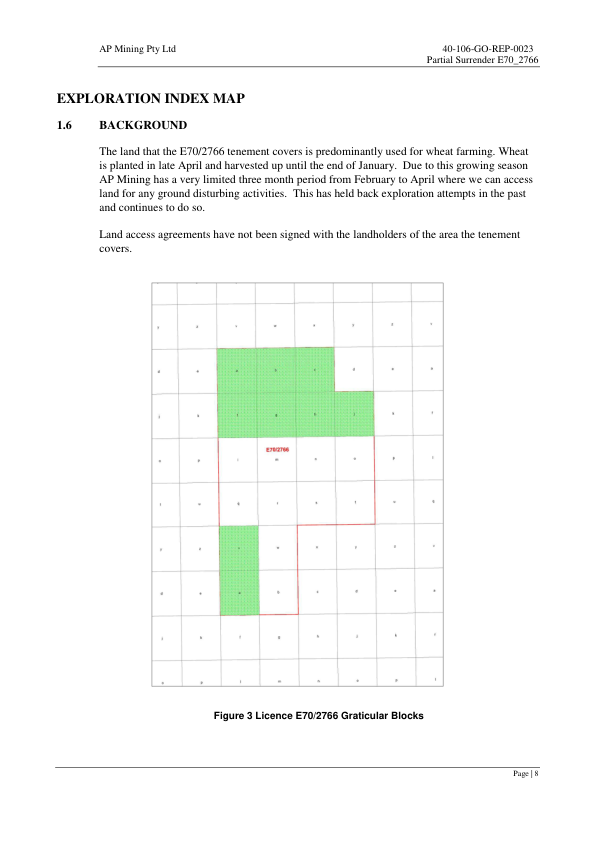 AP Mining Pty Ltd
40-106-GO-REP-0023
Partial Surrender E70_2766
EXPLORATION INDEX MAP
1.6 BACKGROUND
The land that the E70/2766 tenement covers is predominantly used for wheat farming. Wheat
is planted in late April and harvested up until the end of January. Due to this growing season
AP Mining has a very limited three month period from February to April where we can access
land for any ground disturbing activities. This has held back exploration attempts in the past
and continues to do so.
Land access agreements have not been signed with the landholders of the area the tenement
covers.
E70/2766
Figure 3 Licence E70/2766 Graticular Blocks
Page | 8